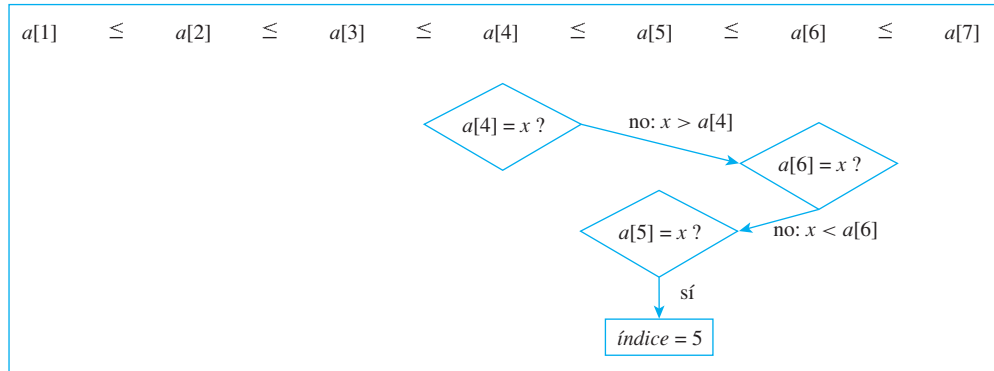 a[1] ≤ a[2] ≤ a[3] ≤ a[4] ≤ a[5] ≤ a[6] ≤ a[7]
a[4] = x ?
no: x > a[4]
a[6] = x ?
a[5] = x ?
no: x < a[6]
sí
índice = 5